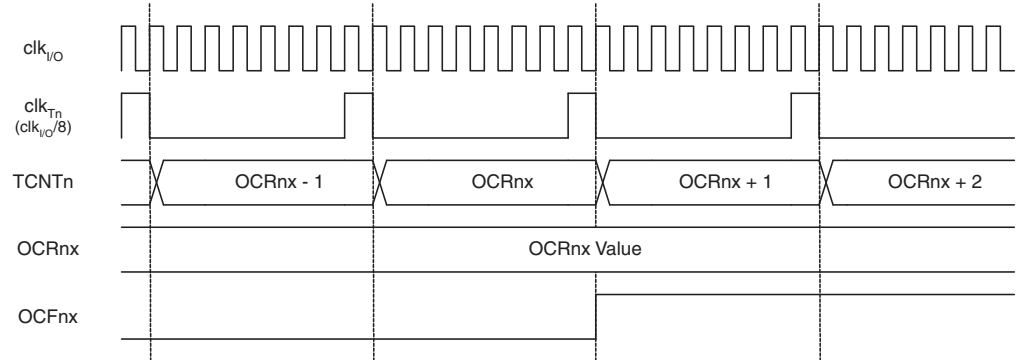 clkI/O
clkTn
(clkI/O/8)
TCNTn OCRnx - 1 OCRnx OCRnx + 1 OCRnx + 2
OCRnx OCRnx Value
OCFnx